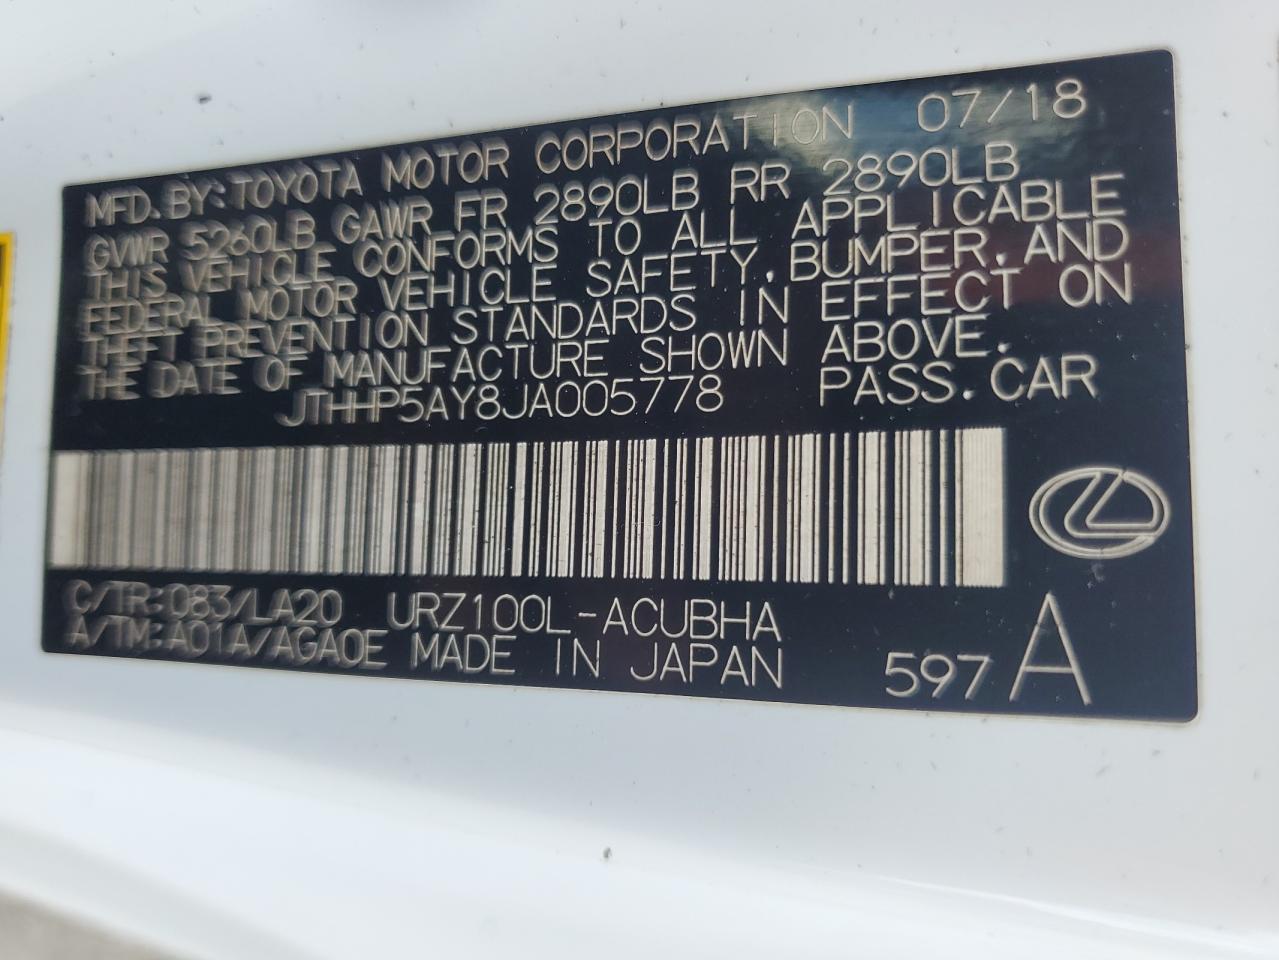 MFD. BY: TOYOTA MOTOR CORPORATION 07/18
GVWR 5260LB GAWR FR 2890LB RR 2890LB
THIS VEHICLE CONFORMS TO ALL APPLICABLE
FEDERAL MOTOR VEHICLE SAFETY, BUMPER, AND
THEFT PREVENTION STANDARDS IN EFFECT ON
THE DATE OF MANUFACTURE SHOWN ABOVE.
JTHHP5AY8JA005778 PASS. CAR
C/TR: 083/LA20 URZ100L-ACUBHA
A/TM: A01A/AGA0E MADE IN JAPAN
597 A